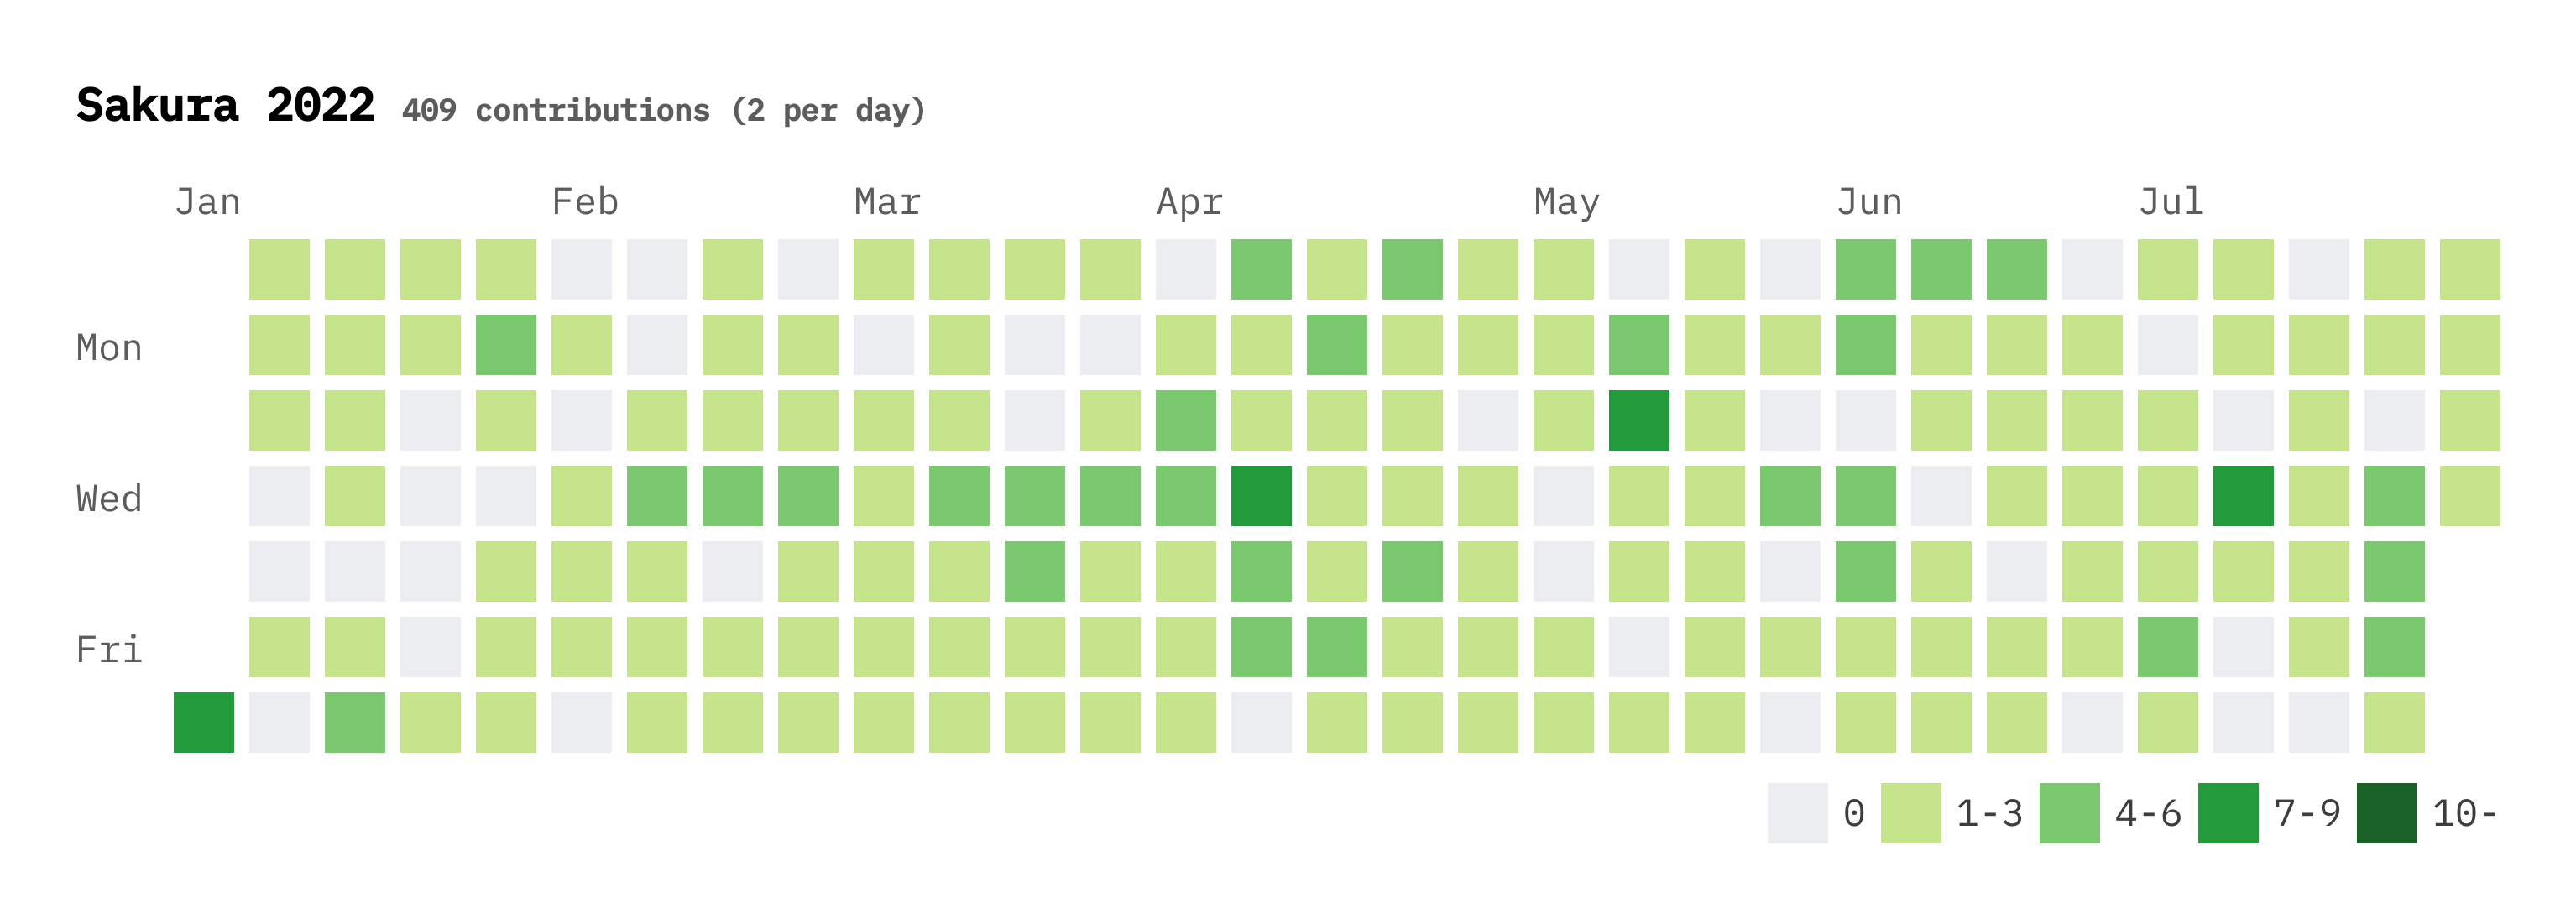 Sakura 2022 409 contributions (2 per day)
Jan Feb Mar Apr May Jun Jul
Mon
Wed
Fri
0 1-3 4-6 7-9 10-